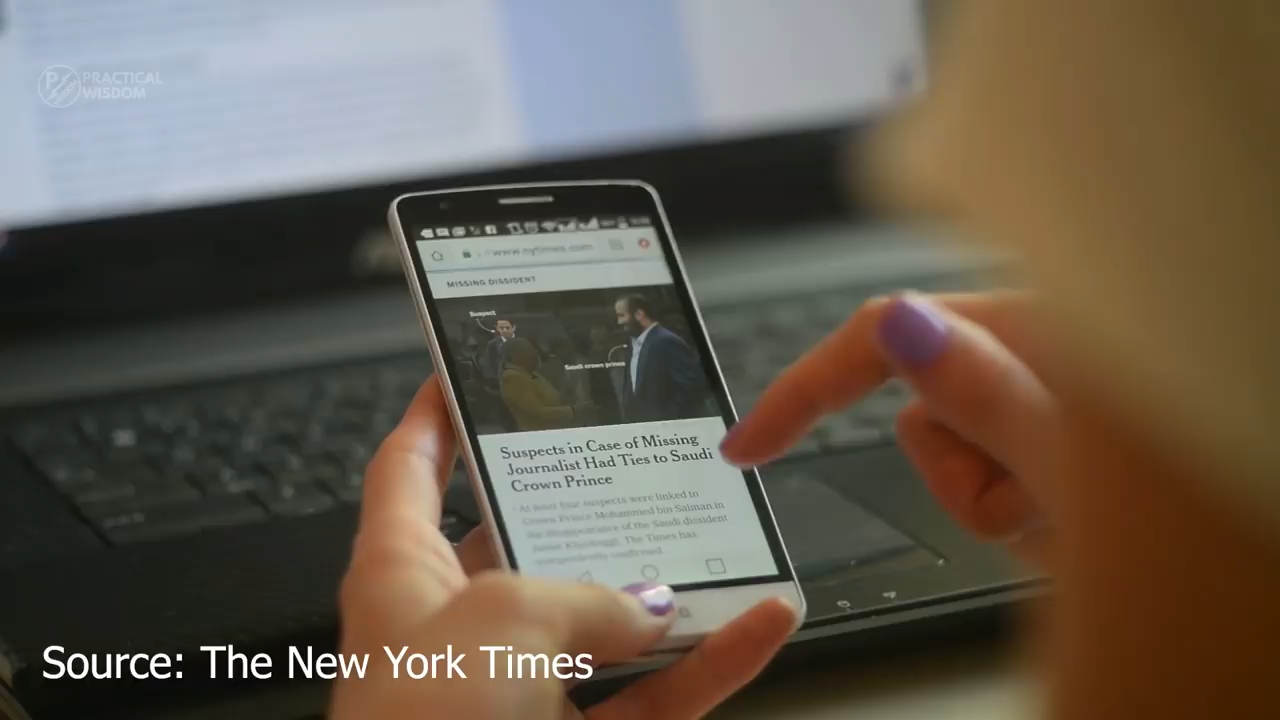 PRACTICAL
WISDOM
www.nytimes.com
MISSING DISSIDENT
Suspect
Saudi crown prince
Suspects in Case of Missing
Journalist Had Ties to Saudi
Crown Prince
At least four suspects were linked to
Crown Prince Mohammed bin Salman in
the disappearance of the Saudi dissident
Jamal Khashoggi, The Times has
independently confirmed.
Source: The New York Times